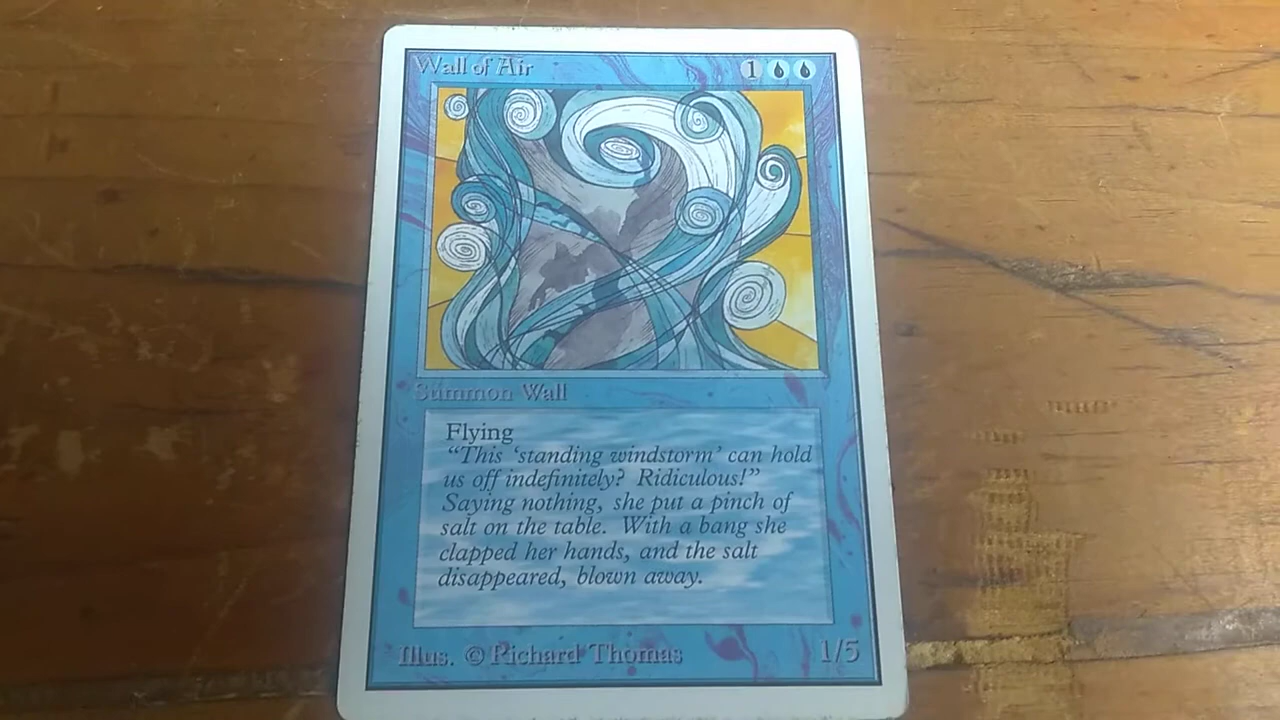 Wall of Air 1
Summon Wall
Flying
“This ‘standing windstorm’ can hold
us off indefinitely? Ridiculous!”
Saying nothing, she put a pinch of
salt on the table. With a bang she
clapped her hands, and the salt
disappeared, blown away.
Illus. © Richard Thomas 1/5